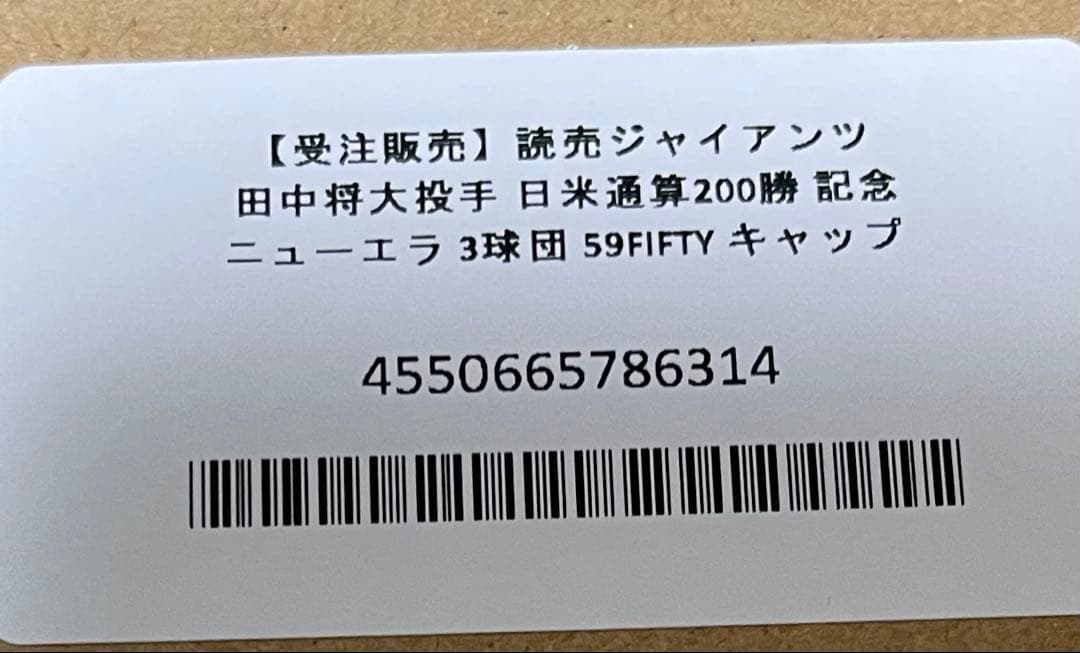 【受注販売】読売ジャイアンツ
田中将大投手 日米通算200勝 記念
ニューエラ 3球団 59FIFTY キャップ
4550665786314